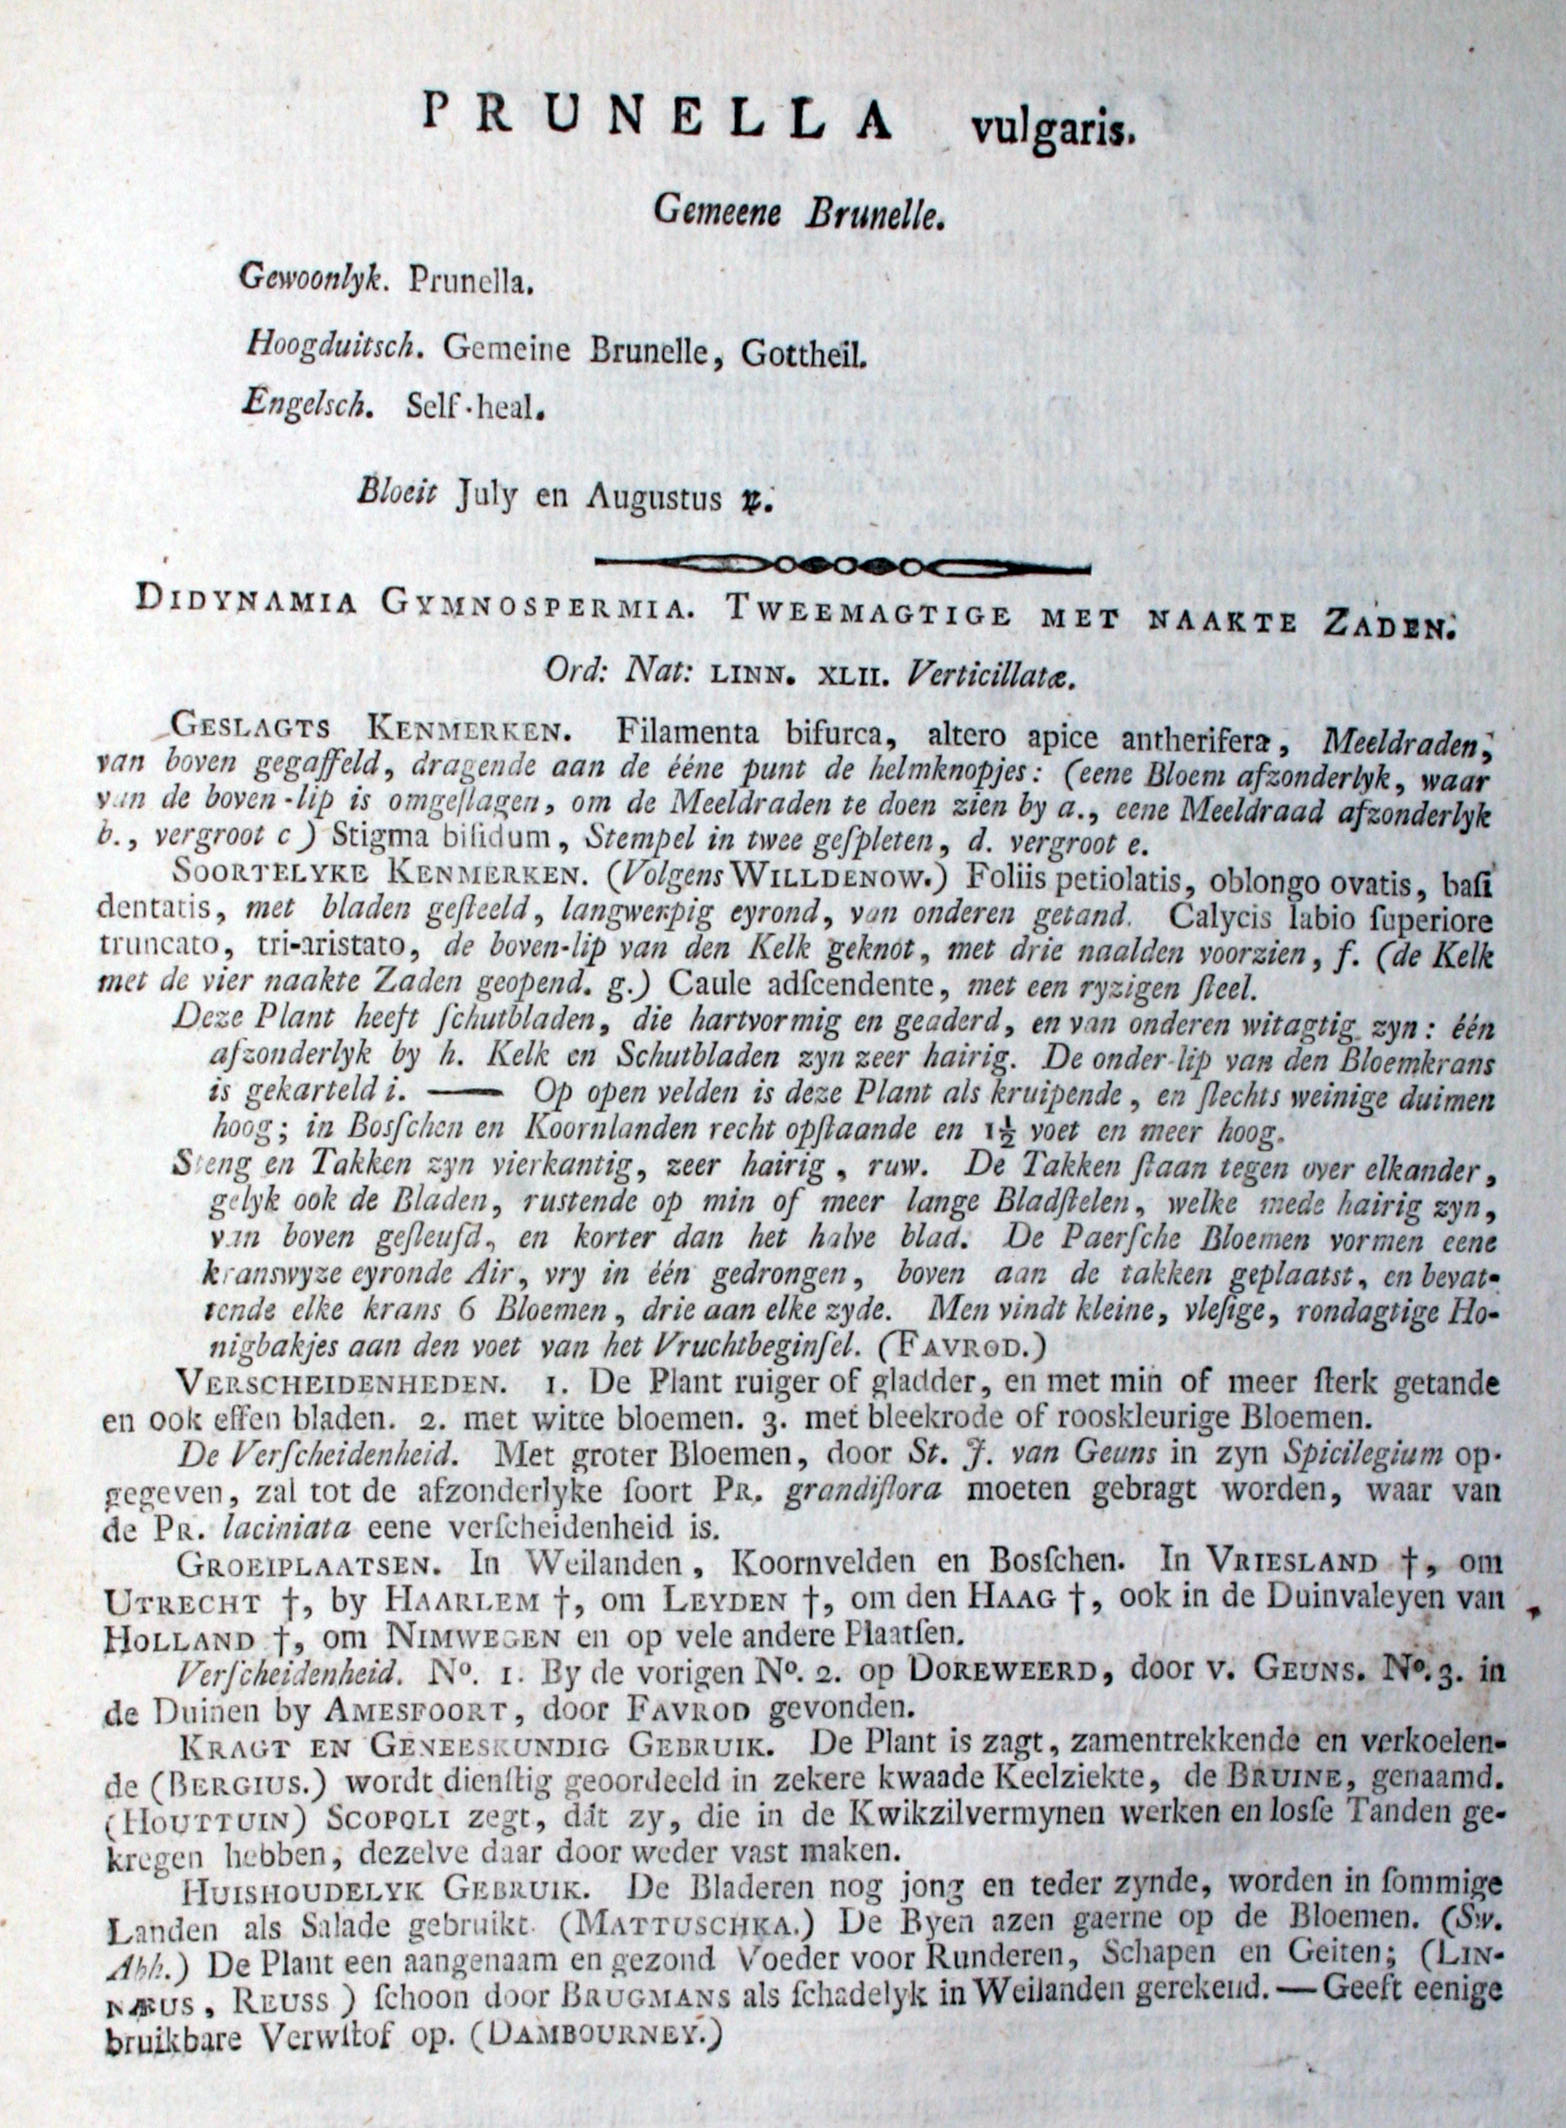 PRUNELLA vulgaris.
Gemeene Brunelle.
Gewoonlyk. Prunella.
Hoogduitsch. Gemeine Brunelle, Gottheil.
Engelsch. Self-heal.
Bloeit July en Augustus ♃.
DIDYNAMIA GYMNOSPERMIA. TWEEMAGTIGE MET NAAKTE ZADEN.
Ord: Nat: LINN. XLII. Verticillatæ.
GESLAGTS KENMERKEN. Filamenta bifurca, altero apice antherifera, Meeldraden,
van boven gegaffeld, dragende aan de ééne punt de helmknopjes: (eene Bloem afzonderlyk, waar
van de boven-lip is omgeſlagen, om de Meeldraden te doen zien by a., eene Meeldraad afzonderlyk
b., vergroot c) Stigma bifidum, Stempel in twee geſpleten, d. vergroot e.
SOORTELYKE KENMERKEN. (Volgens WILLDENOW.) Foliis petiolatis, oblongo ovatis, baſi
dentatis, met bladen geſteeld, langwerpig eyrond, van onderen getand. Calycis labio ſuperiore
truncato, tri-aristato, de boven-lip van den Kelk geknot, met drie naalden voorzien, f. (de Kelk
met de vier naakte Zaden geopend. g.) Caule adſcendente, met een ryzigen ſteel.
Deze Plant heeft ſchutbladen, die hartvormig en geaderd, en van onderen witagtig zyn: één
afzonderlyk by h. Kelk en Schutbladen zyn zeer hairig. De onder-lip van den Bloemkrans
is gekarteld i. —— Op open velden is deze Plant als kruipende, en ſlechts weinige duimen
hoog; in Bosſchen en Koornlanden recht opſtaande en 1½ voet en meer hoog.
Steng en Takken zyn vierkantig, zeer hairig, ruw. De Takken ſtaan tegen over elkander,
gelyk ook de Bladen, rustende op min of meer lange Bladſtelen, welke mede hairig zyn,
van boven geſleufd, en korter dan het halve blad. De Paerſche Bloemen vormen eene
kranswyze eyronde Air, vry in één gedrongen, boven aan de takken geplaatst, en bevat-
tende elke krans 6 Bloemen, drie aan elke zyde. Men vindt kleine, vleſige, rondagtige Ho-
nigbakjes aan den voet van het Vruchtbeginſel. (FAVROD.)
VERSCHEIDENHEDEN. 1. De Plant ruiger of gladder, en met min of meer ſterk getande
en ook effen bladen. 2. met witte bloemen. 3. met bleekrode of rooskleurige Bloemen.
De Verſcheidenheid. Met groter Bloemen, door St. J. van Geuns in zyn Spicilegium op-
gegeven, zal tot de afzonderlyke ſoort PR. grandiflora moeten gebragt worden, waar van
de PR. laciniata eene verſcheidenheid is.
GROEIPLAATSEN. In Weilanden, Koornvelden en Bosſchen. In VRIESLAND †, om
UTRECHT †, by HAARLEM †, om LEYDEN †, om den HAAG †, ook in de Duinvaleyen van
HOLLAND †, om NIMWEGEN en op vele andere Plaatſen.
Verſcheidenheid. N°. 1. By de vorigen N°. 2. op DOREWEERD, door V. GEUNS. N°. 3. in
de Duinen by AMESFOORT, door FAVROD gevonden.
KRAGT EN GENEESKUNDIG GEBRUIK. De Plant is zagt, zamentrekkende en verkoelen-
de (BERGIUS.) wordt dienſtig geoordeeld in zekere kwaade Keelziekte, de BRUINE, genaamd.
(HOUTTUIN) SCOPOLI zegt, dat zy, die in de Kwikzilvermynen werken en losſe Tanden ge-
kregen hebben, dezelve daar door weder vast maken.
HUISHOUDELYK GEBRUIK. De Bladeren nog jong en teder zynde, worden in ſommige
Landen als Salade gebruikt. (MATTUSCHKA.) De Byen azen gaerne op de Bloemen. (Sw.
Abh.) De Plant een aangenaam en gezond Voeder voor Runderen, Schapen en Geiten; (LIN-
NÆUS, REUSS) ſchoon door BRUGMANS als ſchadelyk in Weilanden gerekend.—Geeft eenige
bruikbare Verwſtof op. (DAMBOURNEY.)